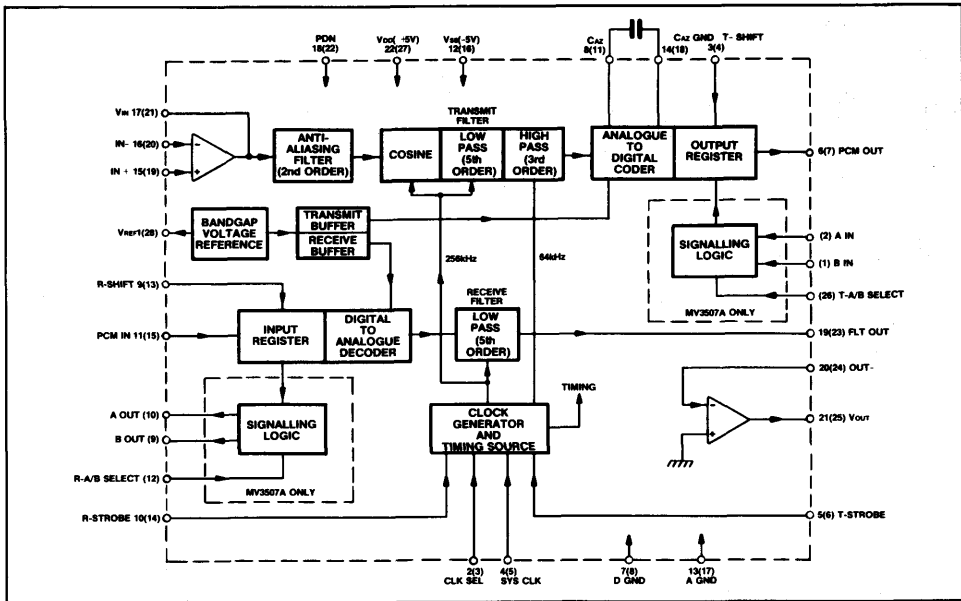 PDN
18(22)
VDD( +5V)
22(27)
VSS(-5V)
12(16)
CAZ
8(11)
14(18)
CAZ GND
T- SHIFT
3(4)
VIN 17(21)
IN- 16(20)
IN + 15(19)
-
+
ANTI-
ALIASING
FILTER
(2nd ORDER)
TRANSMIT
FILTER
COSINE
LOW
PASS
(5th
ORDER)
HIGH
PASS
(3rd
ORDER)
ANALOGUE
TO
DIGITAL
CODER
OUTPUT
REGISTER
6(7) PCM OUT
VREF1(28)
BANDGAP
VOLTAGE
REFERENCE
TRANSMIT
BUFFER
RECEIVE
BUFFER
256kHz
64kHz
SIGNALLING
LOGIC
(2) A IN
(1) B IN
(26) T-A/B SELECT
MV3507A ONLY
R-SHIFT 9(13)
PCM IN 11(15)
INPUT
REGISTER
DIGITAL
TO
ANALOGUE
DECODER
RECEIVE
FILTER
LOW
PASS
(5th
ORDER)
19(23) FLT OUT
20(24) OUT-
-
+
21(25) VOUT
TIMING
CLOCK
GENERATOR
AND
TIMING SOURCE
A OUT (10)
B OUT (9)
SIGNALLING
LOGIC
R-A/B SELECT (12)
MV3507A ONLY
R-STROBE 10(14)
5(6) T-STROBE
2(3)
CLK SEL
4(5)
SYS CLK
7(8)
D GND
13(17)
A GND